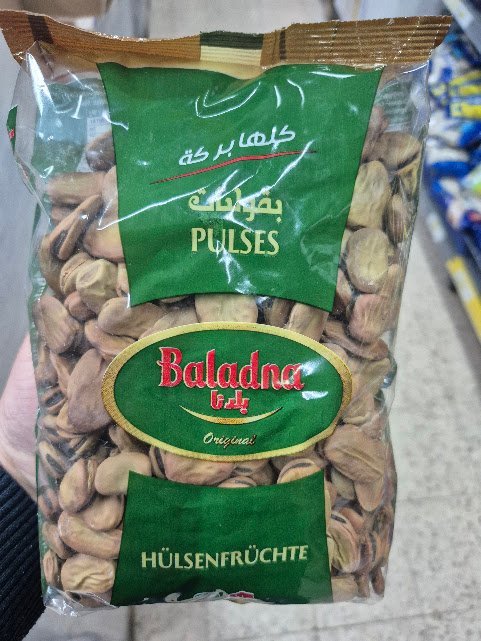 كلها بركة
بقوليات
PULSES
Baladna
بلدنا
Original
HÜLSENFRÜCHTE